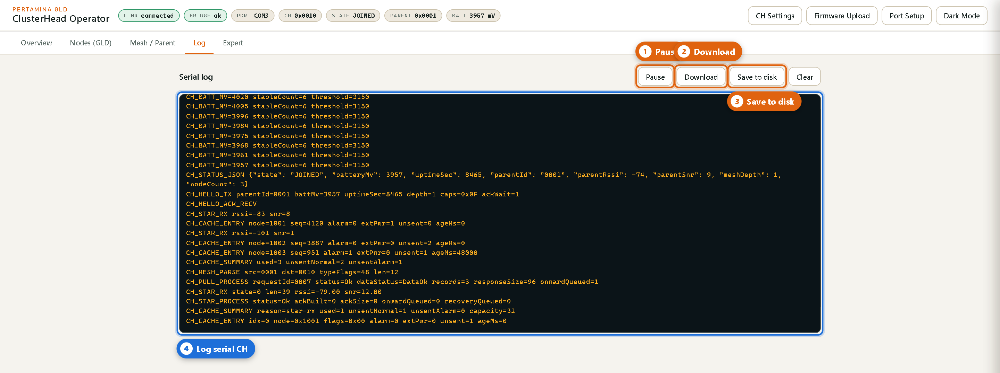 PERTAMINA GLD
ClusterHead Operator
LINK connected
BRIDGE ok
PORT COM3
CH 0x0010
STATE JOINED
PARENT 0x0001
BATT 3957 mV
CH Settings
Firmware Upload
Port Setup
Dark Mode
Overview
Nodes (GLD)
Mesh / Parent
Log
Expert
1 Paus
2 Download
Serial log
Pause
Download
Save to disk
Clear
3 Save to disk
CH_BATT_MV=4020 stableCount=6 threshold=3150
CH_BATT_MV=4005 stableCount=6 threshold=3150
CH_BATT_MV=3996 stableCount=6 threshold=3150
CH_BATT_MV=3984 stableCount=6 threshold=3150
CH_BATT_MV=3975 stableCount=6 threshold=3150
CH_BATT_MV=3968 stableCount=6 threshold=3150
CH_BATT_MV=3961 stableCount=6 threshold=3150
CH_BATT_MV=3957 stableCount=6 threshold=3150
CH_STATUS_JSON {"state": "JOINED", "batteryMv": 3957, "uptimeSec": 8465, "parentId": "0001", "parentRssi": -74, "parentSnr": 9, "meshDepth": 1,
"nodeCount": 3}
CH_HELLO_TX parentId=0001 battMv=3957 uptimeSec=8465 depth=1 caps=0x0F ackWait=1
CH_HELLO_ACK_RECV
CH_STAR_RX rssi=-83 snr=8
CH_CACHE_ENTRY node=1001 seq=4120 alarm=0 extPwr=1 unsent=0 ageMs=0
CH_STAR_RX rssi=-101 snr=1
CH_CACHE_ENTRY node=1002 seq=3887 alarm=0 extPwr=0 unsent=2 ageMs=0
CH_CACHE_ENTRY node=1003 seq=951 alarm=1 extPwr=0 unsent=1 ageMs=48000
CH_CACHE_SUMMARY used=3 unsentNormal=2 unsentAlarm=1
CH_MESH_PARSE src=0001 dst=0010 typeFlags=48 len=12
CH_PULL_PROCESS requestId=0007 status=Ok dataStatus=DataOk records=3 responseSize=96 onwardQueued=1
CH_STAR_RX state=0 len=39 rssi=-79.00 snr=12.00
CH_STAR_PROCESS status=Ok ackBuilt=0 ackSize=0 onwardQueued=0 recoveryQueued=0
CH_CACHE_SUMMARY reason=star-rx used=1 unsentNormal=1 unsentAlarm=0 capacity=32
CH_CACHE_ENTRY idx=0 node=0x1001 flags=0x00 alarm=0 extPwr=0 unsent=1 ageMs=0
4 Log serial CH